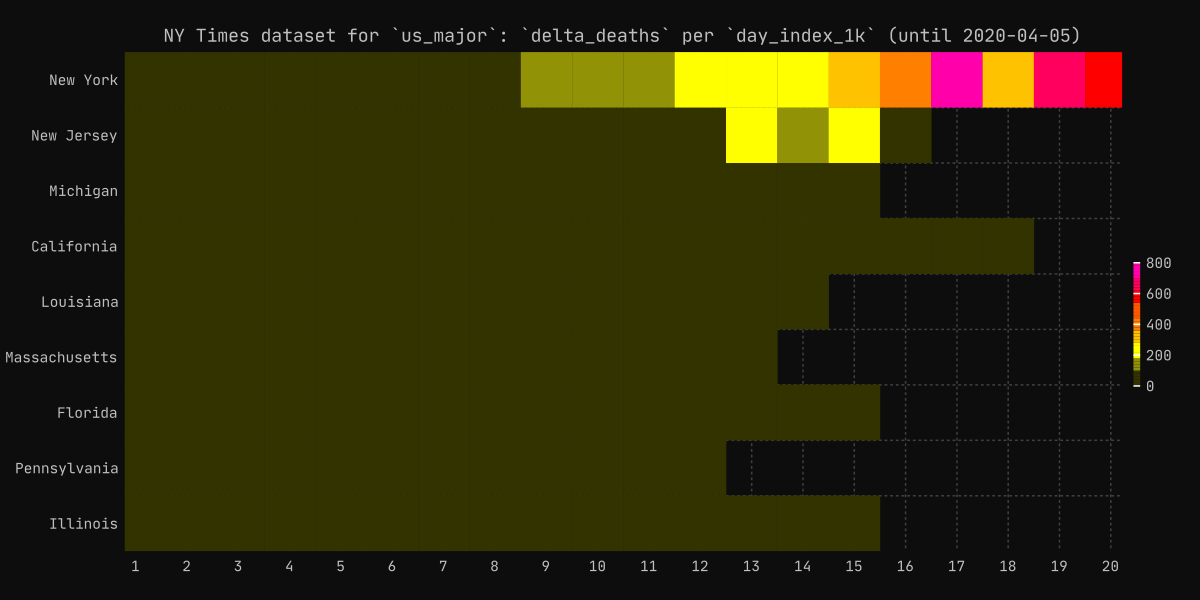 NY Times dataset for `us_major`: `delta_deaths` per `day_index_1k` (until 2020-04-05)
New York
New Jersey
Michigan
California
Louisiana
Massachusetts
Florida
Pennsylvania
Illinois
1 2 3 4 5 6 7 8 9 10 11 12 13 14 15 16 17 18 19 20
800
600
400
200
0